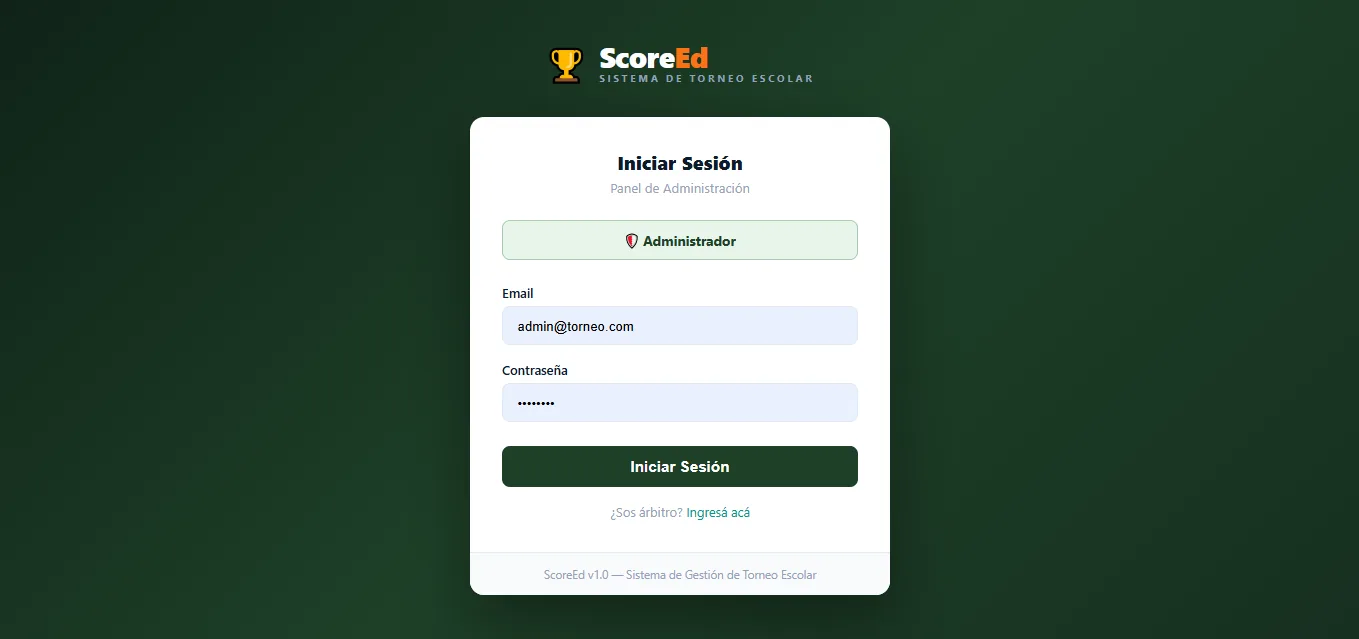 ScoreEd
SISTEMA DE TORNEO ESCOLAR
Iniciar Sesión
Panel de Administración
Administrador
Email
admin@torneo.com
Contraseña
••••••••
Iniciar Sesión
¿Sos árbitro? Ingresá acá
ScoreEd v1.0 — Sistema de Gestión de Torneo Escolar